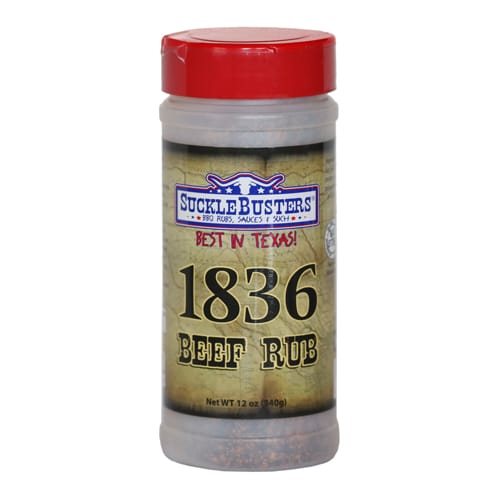 SUCKLEBUSTERS®
BBQ RUBS, SAUCES & SUCH
BEST IN TEXAS!
1836
BEEF RUB
Net WT 12 oz (340g)